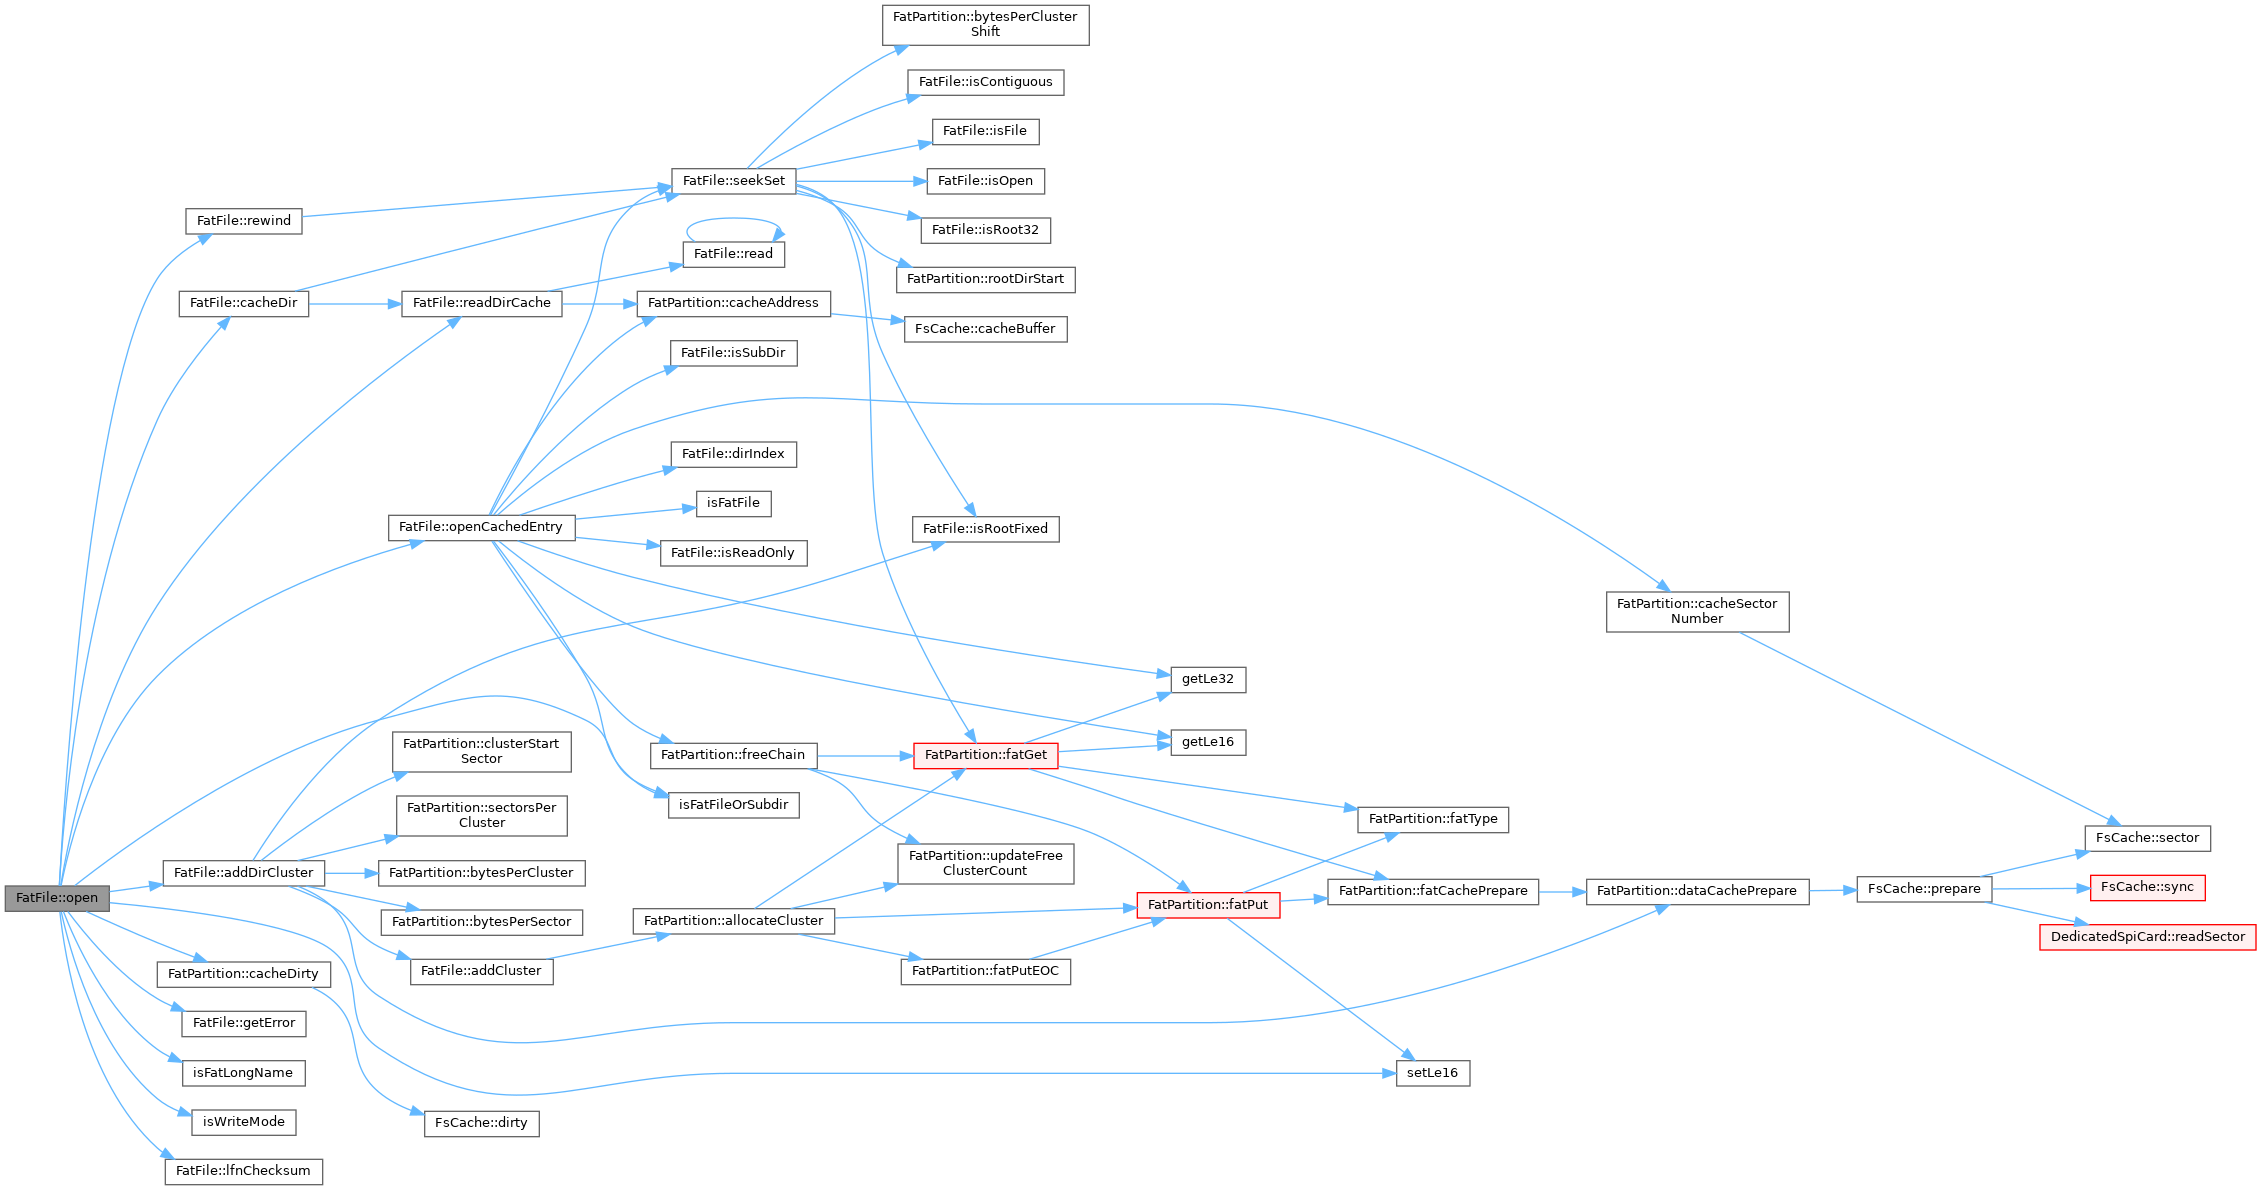 FatPartition::bytesPerCluster
Shift
FatFile::isContiguous
FatFile::isFile
FatFile::seekSet
FatFile::isOpen
FatFile::rewind
FatFile::isRoot32
FatFile::read
FatPartition::rootDirStart
FatFile::cacheDir
FatFile::readDirCache
FatPartition::cacheAddress
FsCache::cacheBuffer
FatFile::isSubDir
FatFile::dirIndex
isFatFile
FatFile::openCachedEntry
FatFile::isRootFixed
FatFile::isReadOnly
FatPartition::cacheSector
Number
getLe32
getLe16
FatPartition::clusterStart
Sector
FatPartition::freeChain
FatPartition::fatGet
isFatFileOrSubdir
FatPartition::sectorsPer
Cluster
FatPartition::fatType
FsCache::sector
FatPartition::updateFree
ClusterCount
FatFile::addDirCluster
FatPartition::bytesPerCluster
FatFile::open
FatPartition::fatPut
FatPartition::fatCachePrepare
FatPartition::dataCachePrepare
FsCache::prepare
FsCache::sync
FatPartition::bytesPerSector
FatPartition::allocateCluster
DedicatedSpiCard::readSector
FatPartition::cacheDirty
FatFile::addCluster
FatPartition::fatPutEOC
FatFile::getError
isFatLongName
setLe16
isWriteMode
FsCache::dirty
FatFile::lfnChecksum